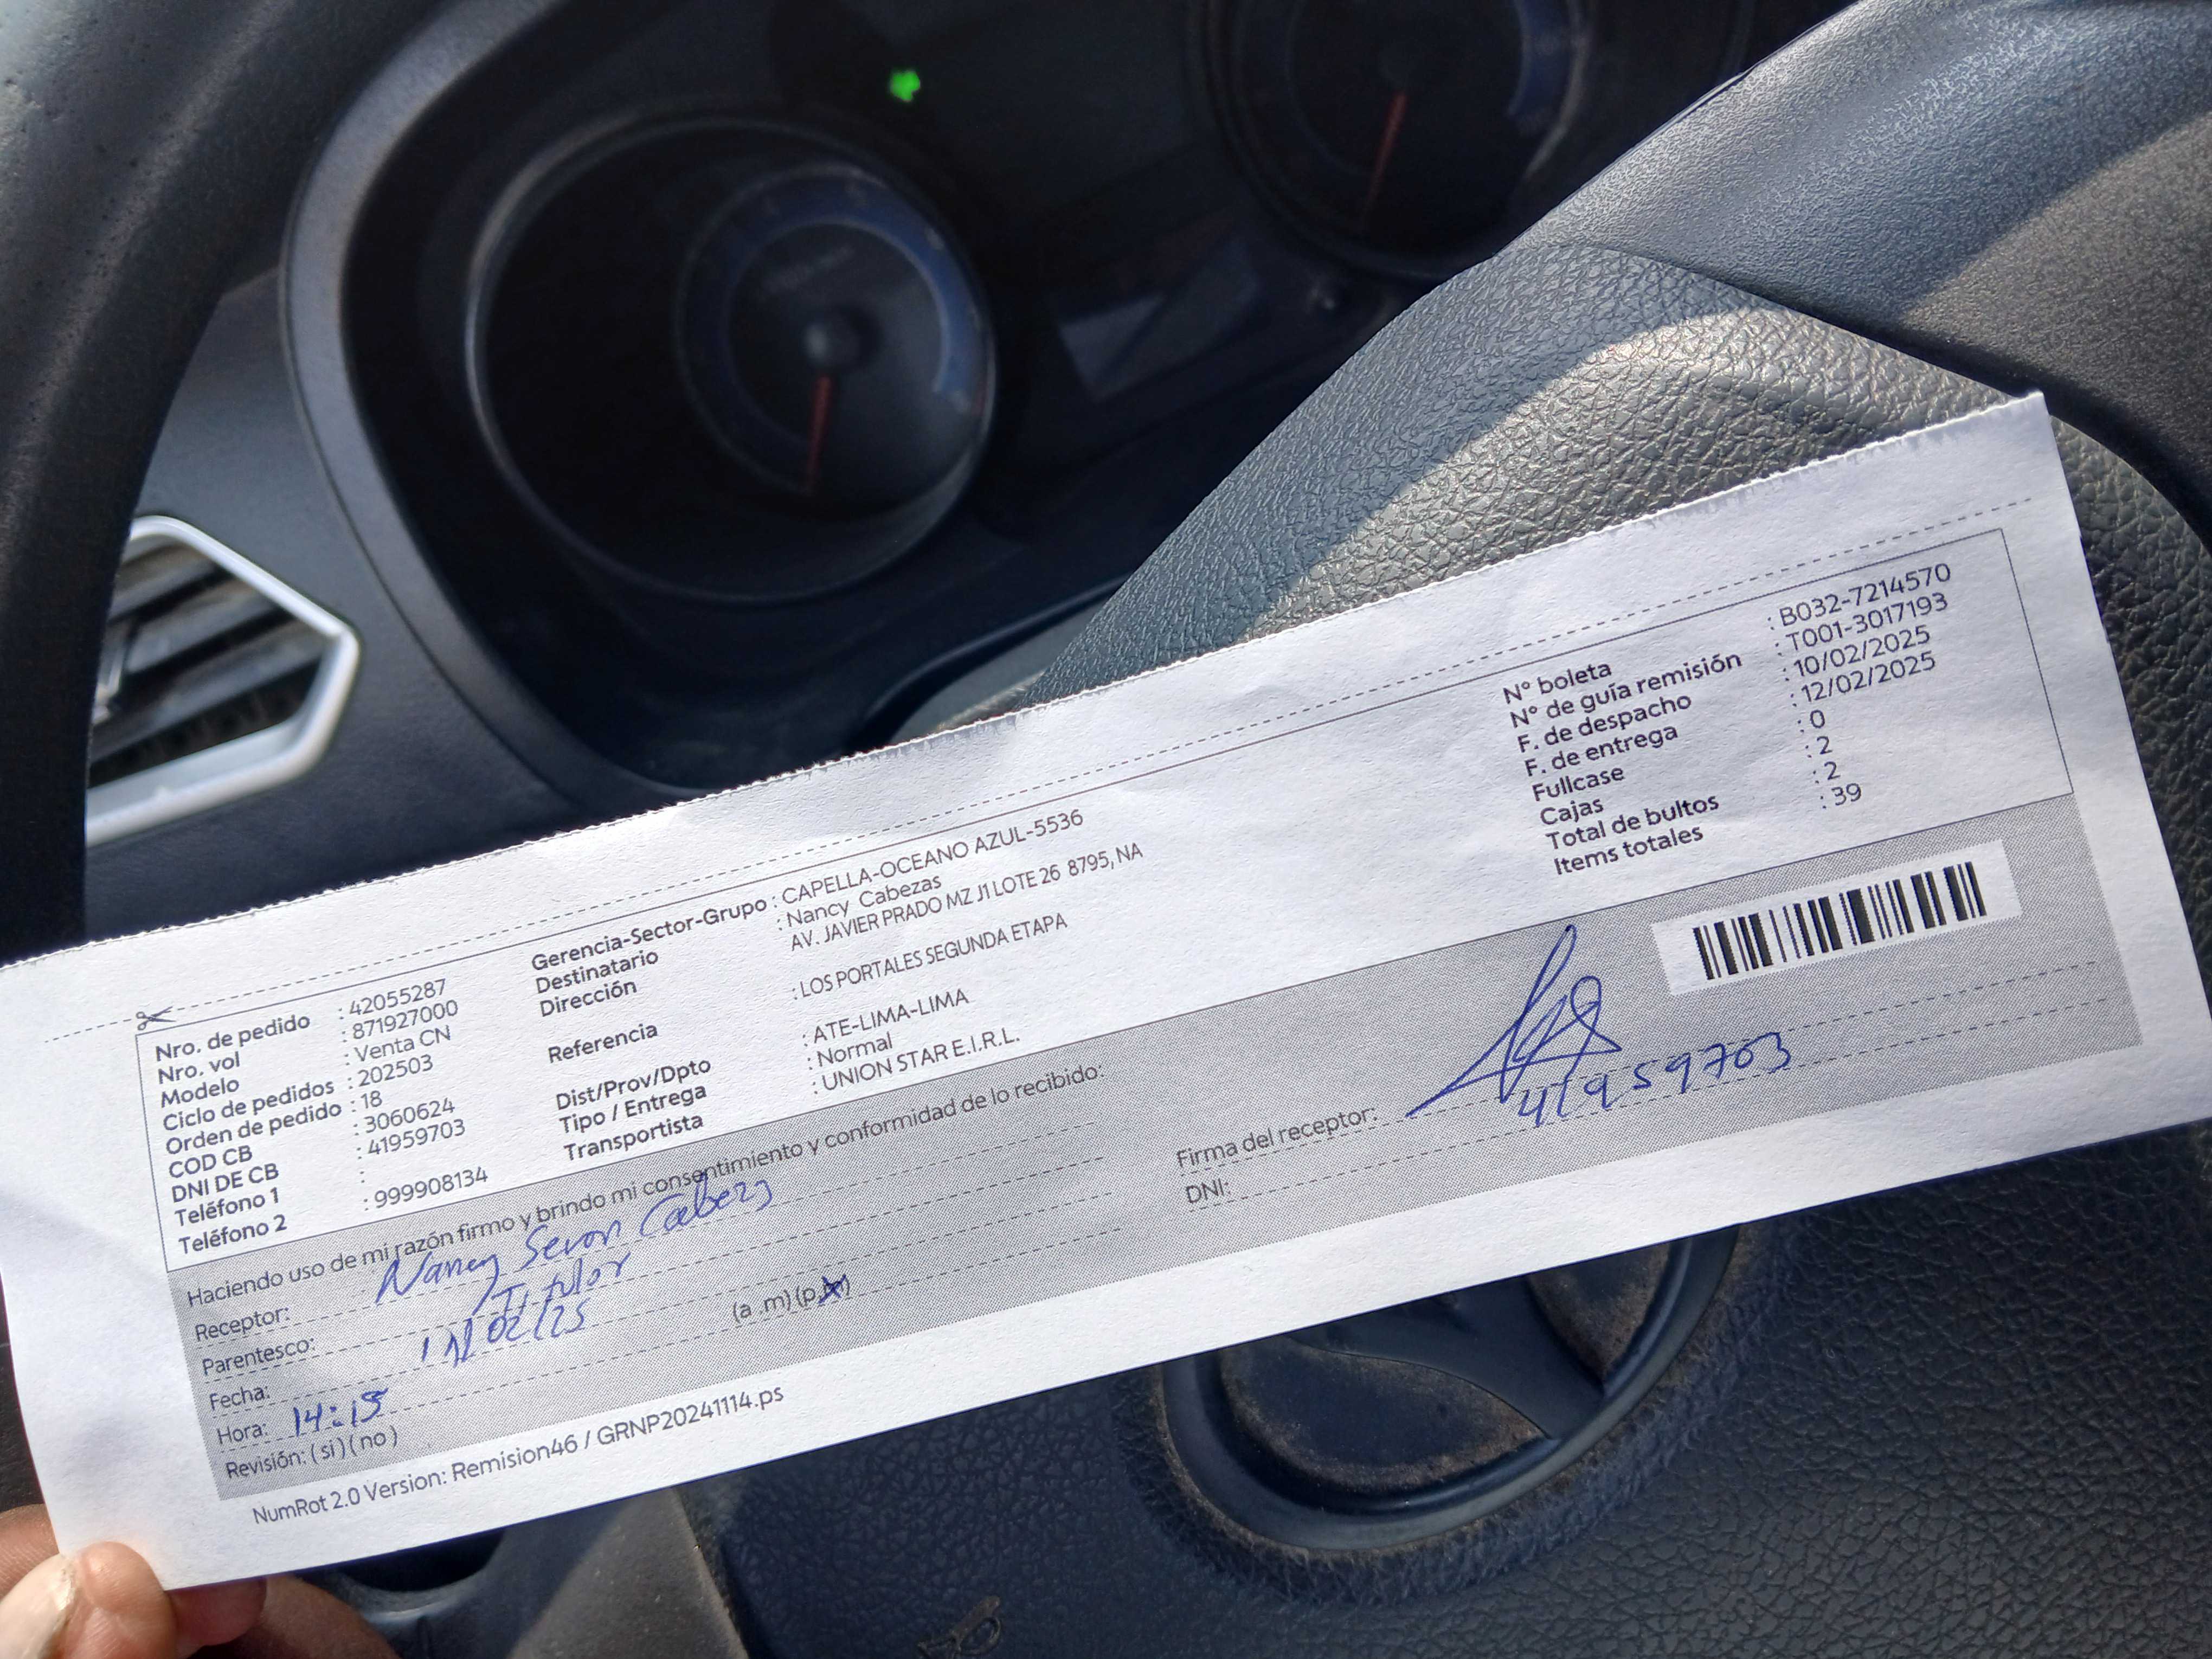 Nro. de pedido : 42055287
Nro. vol : 871927000
Modelo : Venta CN
Ciclo de pedidos : 202503
Orden de pedido : 18
COD CB : 3060624
DNI DE CB : 41959703
Teléfono 1 :
Teléfono 2 : 999908134
Gerencia-Sector-Grupo : CAPELLA-OCEANO AZUL-5536
Destinatario : Nancy Cabezas
Dirección AV. JAVIER PRADO MZ J1 LOTE 26 8795, NA
Referencia : LOS PORTALES SEGUNDA ETAPA
Dist/Prov/Dpto : ATE-LIMA-LIMA
Tipo / Entrega : Normal
Transportista : UNION STAR E.I.R.L.
N° boleta : B032-7214570
N° de guía remisión : T001-3017193
F. de despacho : 10/02/2025
F. de entrega : 12/02/2025
Fullcase : 0
Cajas : 2
Total de bultos : 2
Items totales : 39
Haciendo uso de mi razón firmo y brindo mi consentimiento y conformidad de lo recibido:
Receptor: Nancy Cabezs
Parentesco: Titular
Fecha: /02/25
Hora: 14:15 (a .m) (p.m)
Revisión: (si) (no)
Firma del receptor:
DNI: 41959703
NumRot 2.0 Version: Remision46 / GRNP20241114.ps